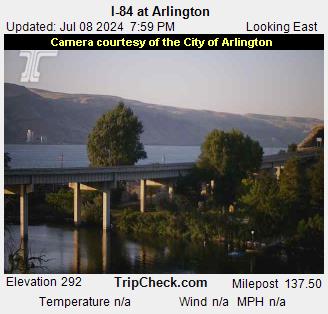 I-84 at Arlington
Updated: Jul 08 2024 7:59 PM Looking East
Camera courtesy of the City of Arlington
Elevation 292 TripCheck.com Milepost 137.50
Temperature n/a Wind n/a MPH n/a